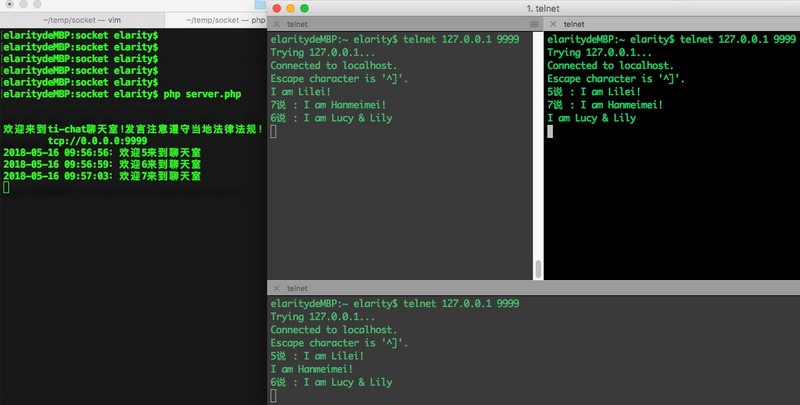 ~/temp/socket — vim
~/temp/socket — php
elaritydeMBP:socket elarity$
elaritydeMBP:socket elarity$
elaritydeMBP:socket elarity$
elaritydeMBP:socket elarity$
elaritydeMBP:socket elarity$
elaritydeMBP:socket elarity$ php server.php
欢迎来到ti-chat聊天室!发言注意遵守当地法律法规!
tcp://0.0.0.0:9999
2018-05-16 09:56:56: 欢迎5来到聊天室
2018-05-16 09:56:59: 欢迎6来到聊天室
2018-05-16 09:57:03: 欢迎7来到聊天室
1. telnet
telnet
elaritydeMBP:~ elarity$ telnet 127.0.0.1 9999
Trying 127.0.0.1...
Connected to localhost.
Escape character is '^]'.
I am Lilei!
7说 : I am Hanmeimei!
6说 : I am Lucy & Lily
telnet
elaritydeMBP:~ elarity$ telnet 127.0.0.1 9999
Trying 127.0.0.1...
Connected to localhost.
Escape character is '^]'.
5说 : I am Lilei!
7说 : I am Hanmeimei!
I am Lucy & Lily
telnet
elaritydeMBP:~ elarity$ telnet 127.0.0.1 9999
Trying 127.0.0.1...
Connected to localhost.
Escape character is '^]'.
5说 : I am Lilei!
I am Hanmeimei!
6说 : I am Lucy & Lily